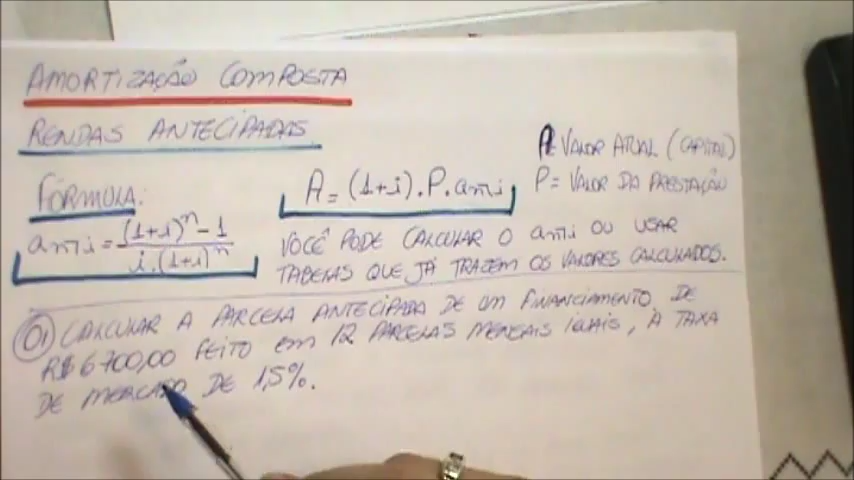 AMORTIZAÇÃO COMPOSTA
RENDAS ANTECIPADAS
A= VALOR ATUAL (CAPITAL)
P= VALOR DA PRESTAÇÃO
FÓRMULA:
A=(1+i).P.an¬i
an¬i=(1+i)^n-1/i.(1+i)^n
VOCÊ PODE CALCULAR O an¬i OU USAR
TABELAS QUE JÁ TRAZEM OS VALORES CALCULADOS.
01) CALCULAR A PARCELA ANTECIPADA DE UM FINANCIAMENTO DE
R$6700,00 FEITO EM 12 PARCELAS MENSAIS IGUAIS, À TAXA
DE MERCADO DE 1,5%.